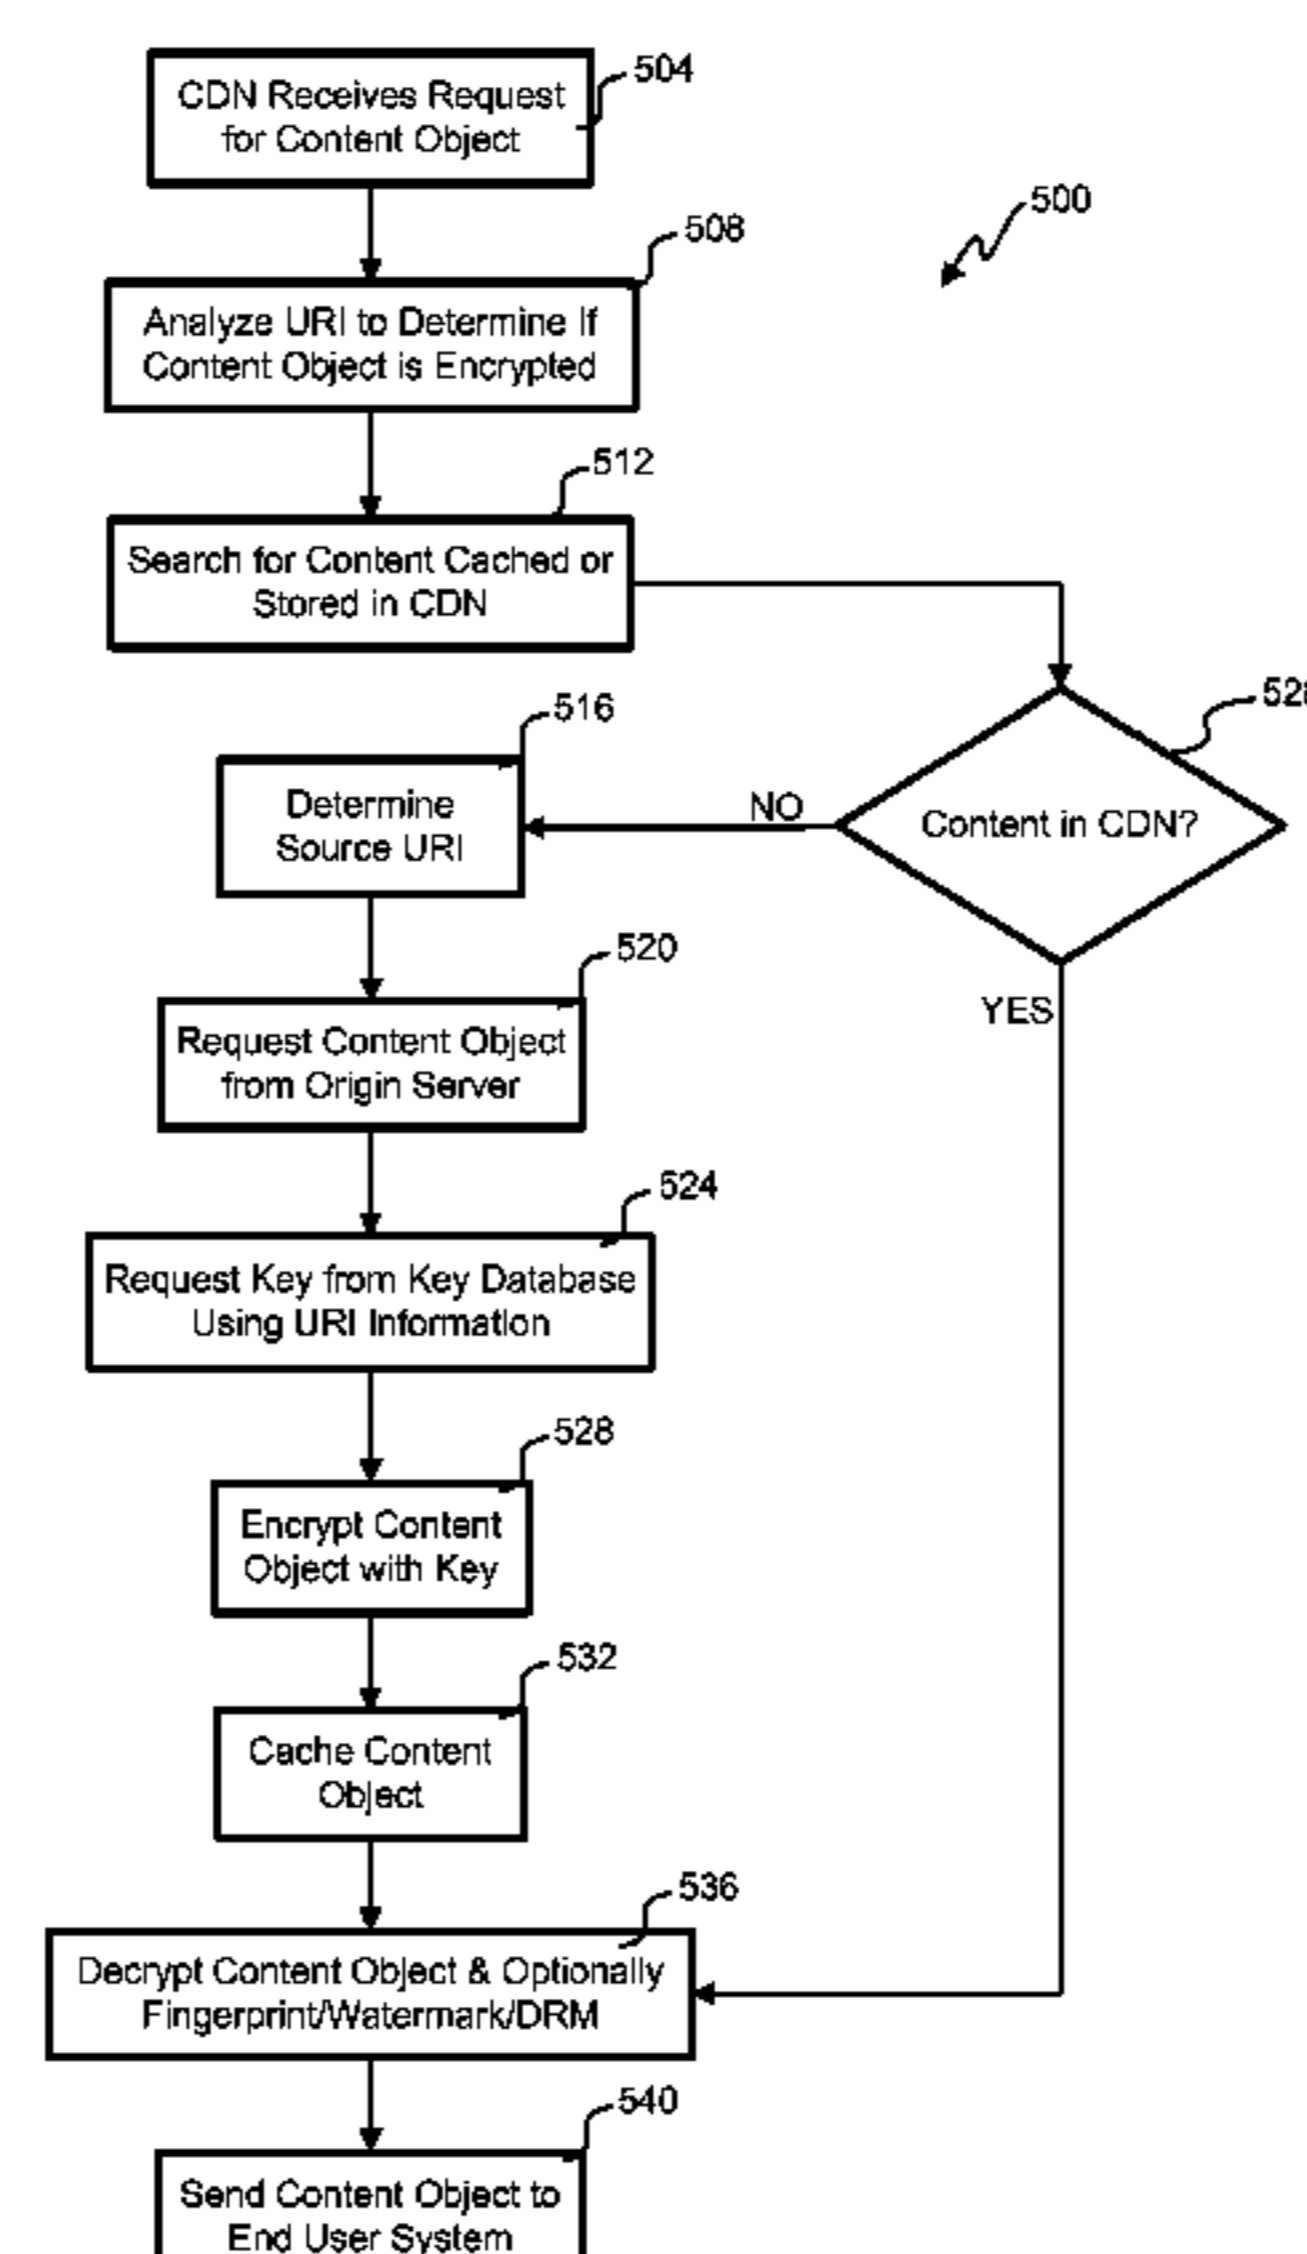 504
CDN Receives Request
for Content Object
500
508
Analyze URI to Determine If
Content Object is Encrypted
512
Search for Content Cached or
Stored in CDN
516
Determine
Source URI
NO
Content in CDN?
YES
520
Request Content Object
from Origin Server
524
Request Key from Key Database
Using URI Information
528
Encrypt Content
Object with Key
532
Cache Content
Object
536
Decrypt Content Object & Optionally
Fingerprint/Watermark/DRM
540
Send Content Object to
End User System